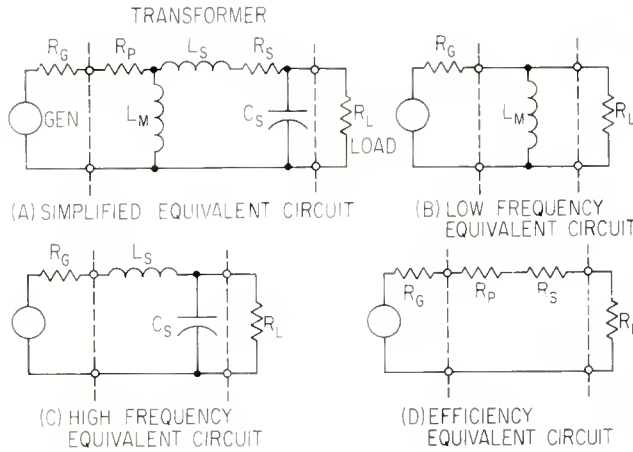 TRANSFORMER
R_G R_P L_S R_S
GEN L_M C_S R_L
LOAD
(A) SIMPLIFIED EQUIVALENT CIRCUIT
R_G
L_M R_L
(B) LOW FREQUENCY
EQUIVALENT CIRCUIT
R_G L_S
C_S R_L
(C) HIGH FREQUENCY
EQUIVALENT CIRCUIT
R_G R_P R_S
R_L
(D) EFFICIENCY
EQUIVALENT CIRCUIT